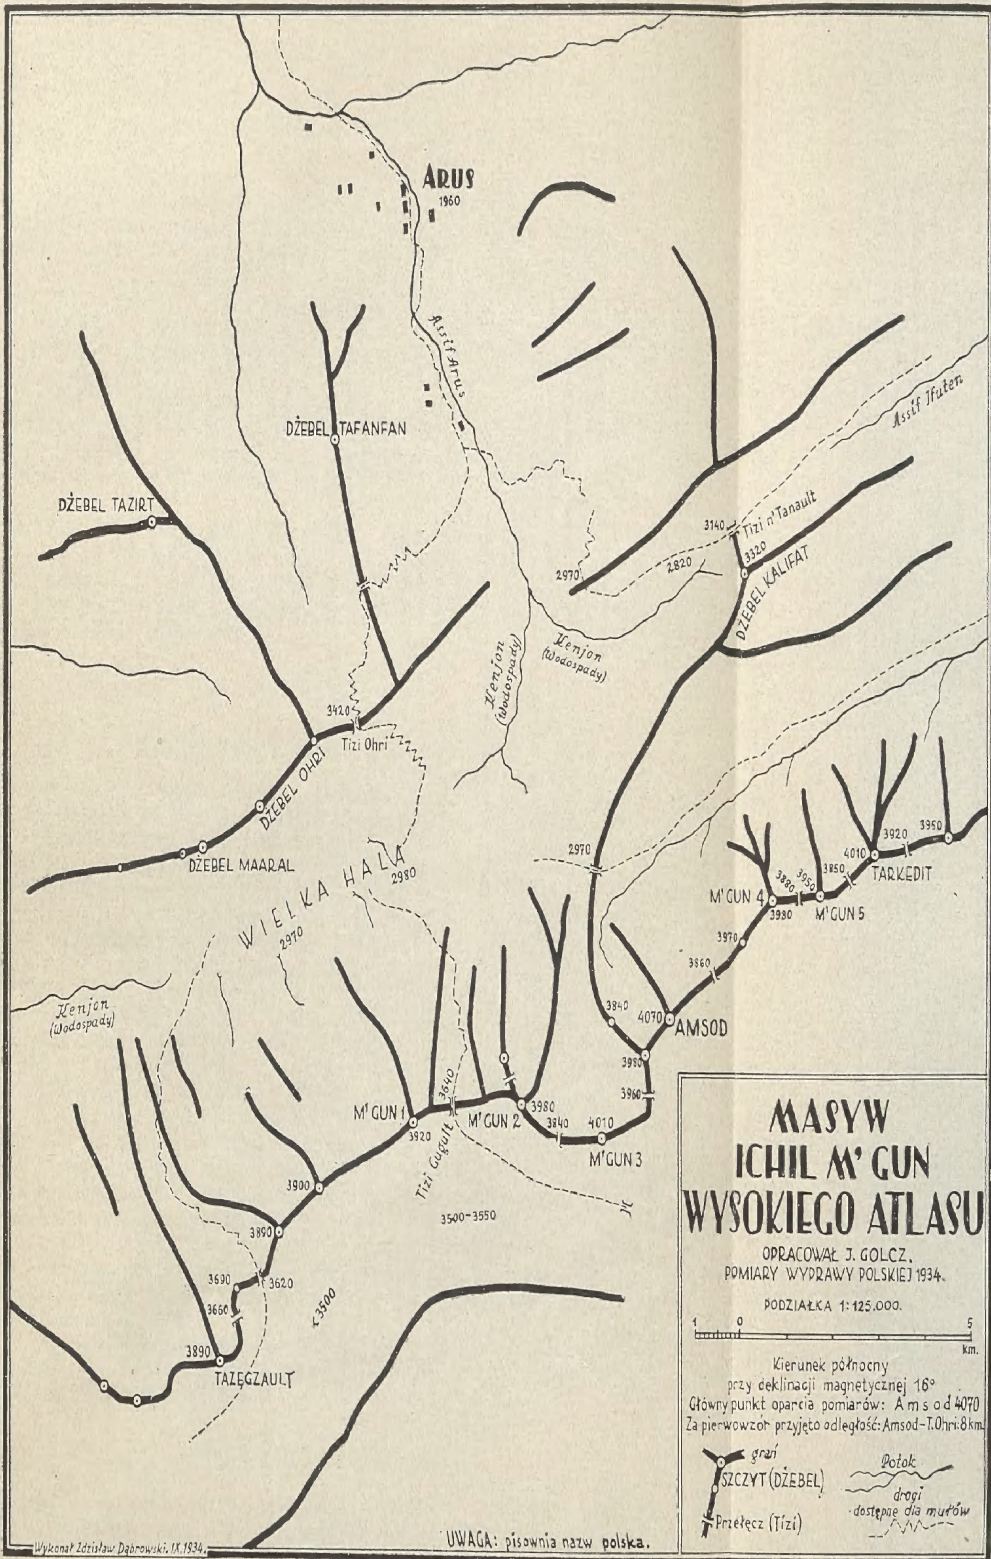 ARUS
1960
Assif Arus
DŻEBEL TAFANFAN
Assif Ifuten
DŻEBEL TAZIRT
3140
Tizi n'Tanault
3320
2970
2820
DŻEBEL KALIFAT
Kenjon
(Wodospady)
Kenjon
(Wodospady)
3420
Tizi Ohri
DŻEBEL OHRI
DŻEBEL MAARAL
2970
WIELKA HALA
2980
2970
3950
3920
4010
3850
TARKEDIT
3950
3880
M'GUN 4
3980
M'GUN 5
3970
3860
Kenjon
(Wodospady)
3840
4070
AMSOD
3980
3960
3640
M'GUN 1
3920
M'GUN 2
3980
3840
4010
M'GUN 3
Tizi Gugult
3900
3500-3550
3890
3690
3620
3660
3500
3890
TAZĘGZAULT
MASYW
ICHIL M'GUN
WYSOKIEGO ATLASU
OPRACOWAŁ J. GOLCZ.
POMIARY WYPRAWY POLSKIEJ 1934.
PODZIAŁKA 1:125.000.
1 0 5
km.
Kierunek północny
przy deklinacji magnetycznej 16°
Główny punkt oparcia pomiarów: Amsod 4070
Za pierwowzór przyjęto odległość: Amsod-T.Ohri: 8 km.
grań
SZCZYT (DŻEBEL)
Przełęcz (Tizi)
Potok
drogi
dostępne dla mułów
UWAGA: pisownia nazw polska.
Wykonał Zdzisław Dąbrowski. IX.1934.